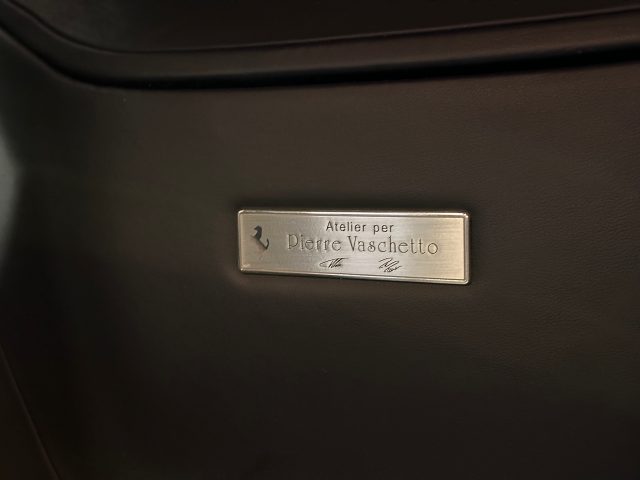 Atelier per
Pierre Vaschetto